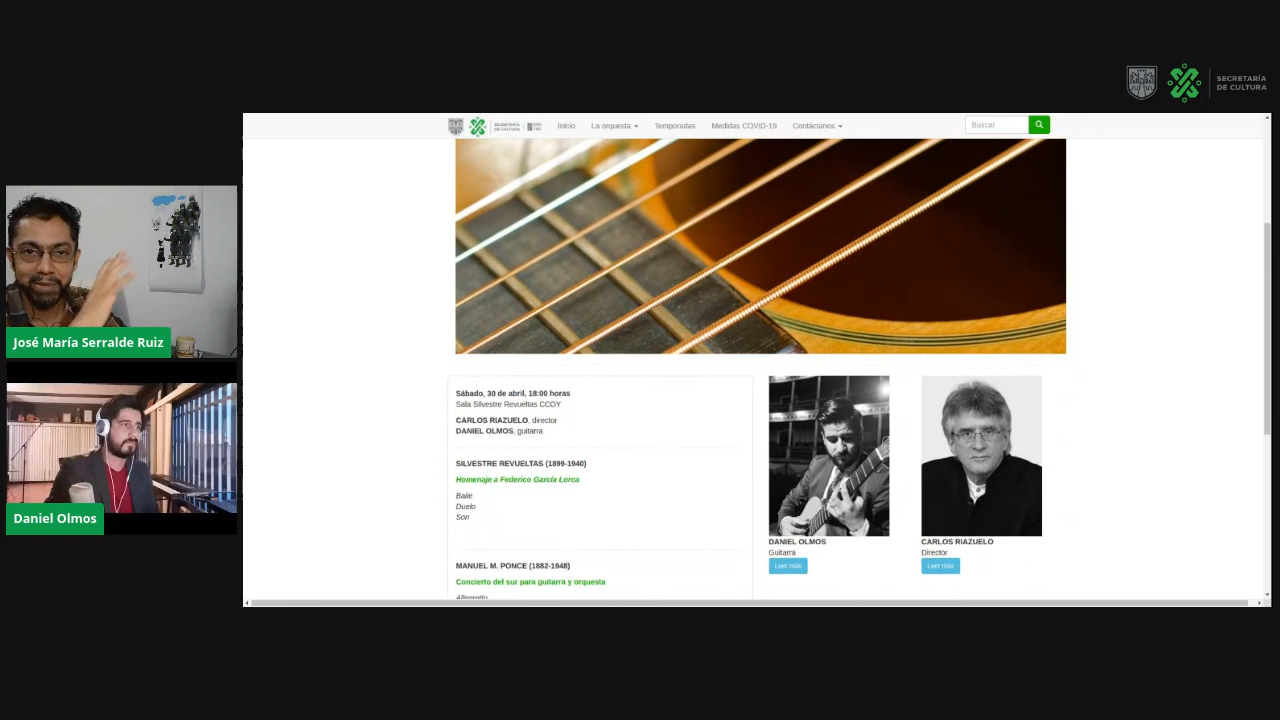 SECRETARÍA
DE CULTURA
Inicio
La orquesta
Temporadas
Medidas COVID-19
Contáctanos
Buscar
José María Serralde Ruiz
Daniel Olmos
Sábado, 30 de abril, 18:00 horas
Sala Silvestre Revueltas CCOY
CARLOS RIAZUELO, director
DANIEL OLMOS, guitarra
SILVESTRE REVUELTAS (1899-1940)
Homenaje a Federico García Lorca
Baile
Duelo
Son
MANUEL M. PONCE (1882-1948)
Concierto del sur para guitarra y orquesta
Allegretto
DANIEL OLMOS
Guitarra
Leer más
CARLOS RIAZUELO
Director
Leer más